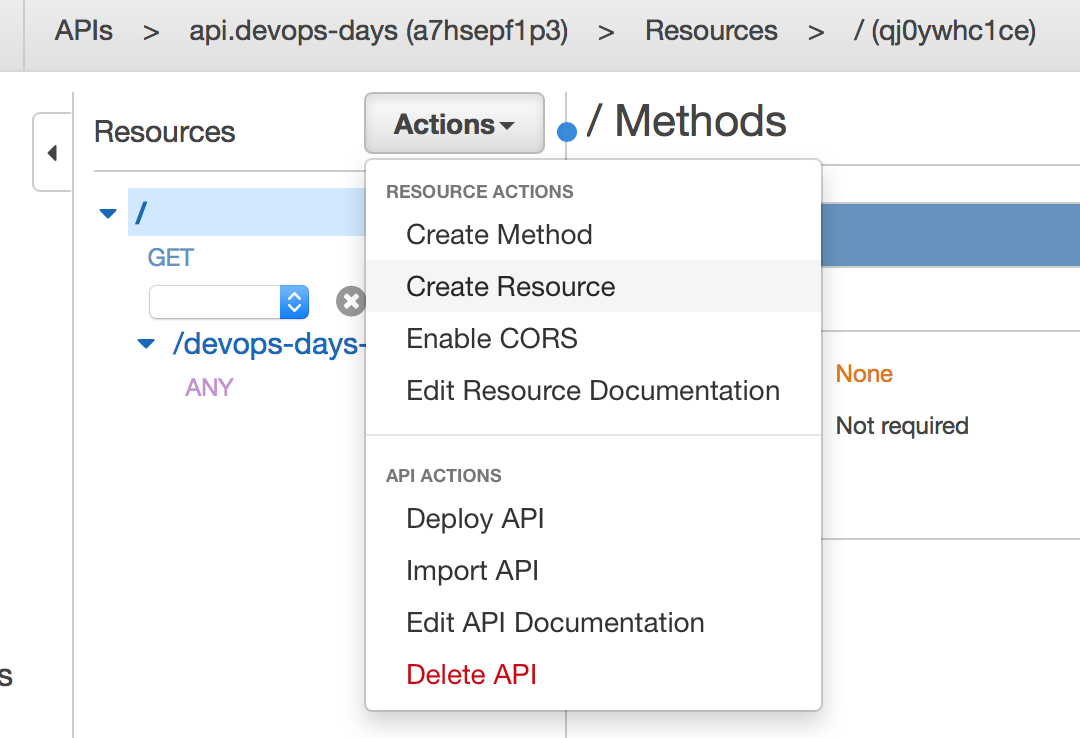 APIs > api.devops-days (a7hsepf1p3) > Resources > / (qj0ywhc1ce)
Resources
Actions
/ Methods
/
GET
/devops-days-
ANY
RESOURCE ACTIONS
Create Method
Create Resource
Enable CORS
Edit Resource Documentation
API ACTIONS
Deploy API
Import API
Edit API Documentation
Delete API
None
Not required
s